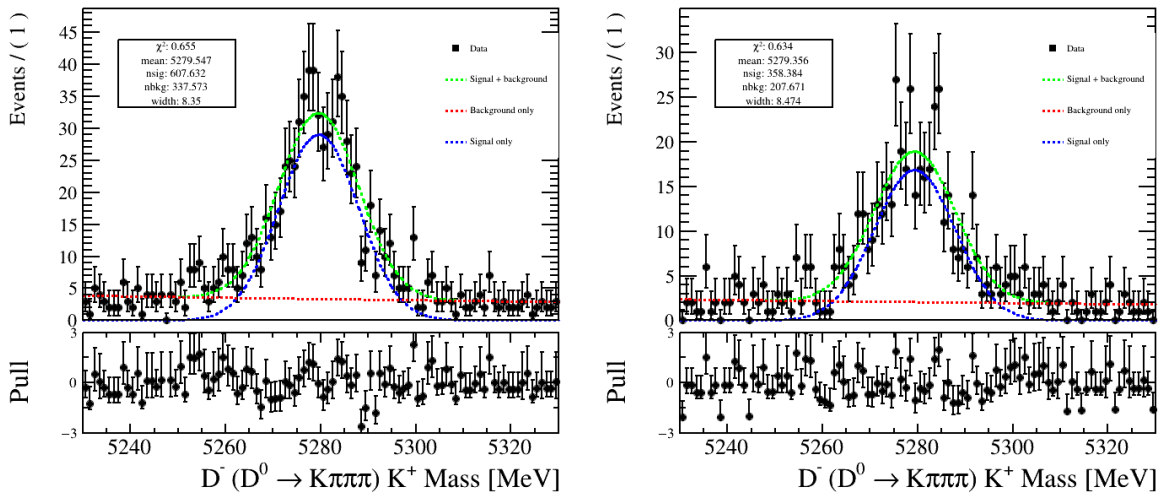 Events / ( 1 )
45
40
35
30
25
20
15
10
5
0
χ²: 0.655
mean: 5279.547
nsig: 607.632
nbkg: 337.573
width: 8.35
Data
Signal + background
Background only
Signal only
Pull
3
0
−3
5240 5260 5280 5300 5320
D⁻ (D⁰ → Kπππ) K⁺ Mass [MeV]
Events / ( 1 )
30
25
20
15
10
5
0
χ²: 0.634
mean: 5279.356
nsig: 358.384
nbkg: 207.671
width: 8.474
Data
Signal + background
Background only
Signal only
Pull
3
0
−3
5240 5260 5280 5300 5320
D⁻ (D⁰ → Kπππ) K⁺ Mass [MeV]